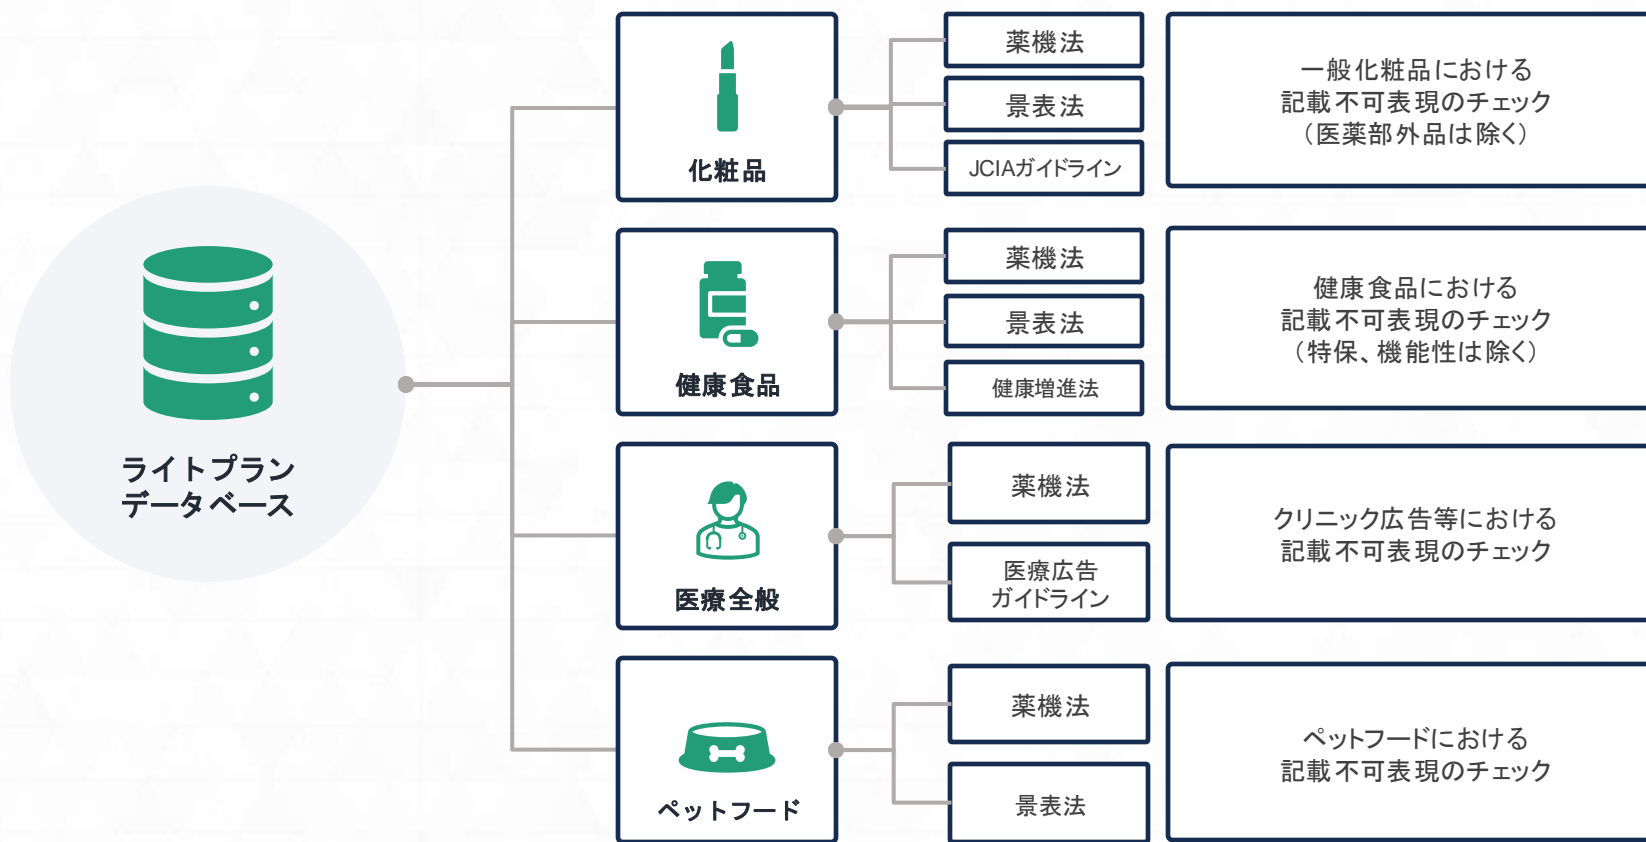 ライトプラン
データベース
化粧品
薬機法
景表法
JCIAガイドライン
一般化粧品における
記載不可表現のチェック
（医薬部外品は除く）
健康食品
薬機法
景表法
健康増進法
健康食品における
記載不可表現のチェック
（特保、機能性は除く）
医療全般
薬機法
医療広告
ガイドライン
クリニック広告等における
記載不可表現のチェック
ペットフード
薬機法
景表法
ペットフードにおける
記載不可表現のチェック